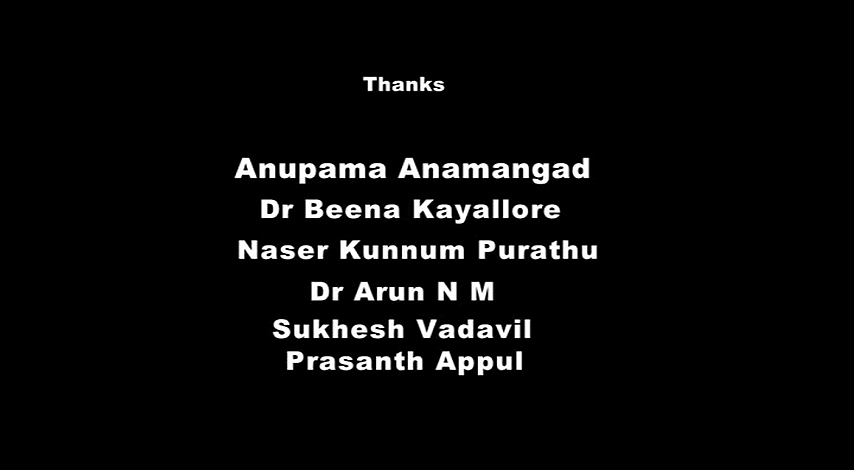 Thanks
Anupama Anamangad
Dr Beena Kayallore
Naser Kunnum Purathu
Dr Arun N M
Sukhesh Vadavil
Prasanth Appul